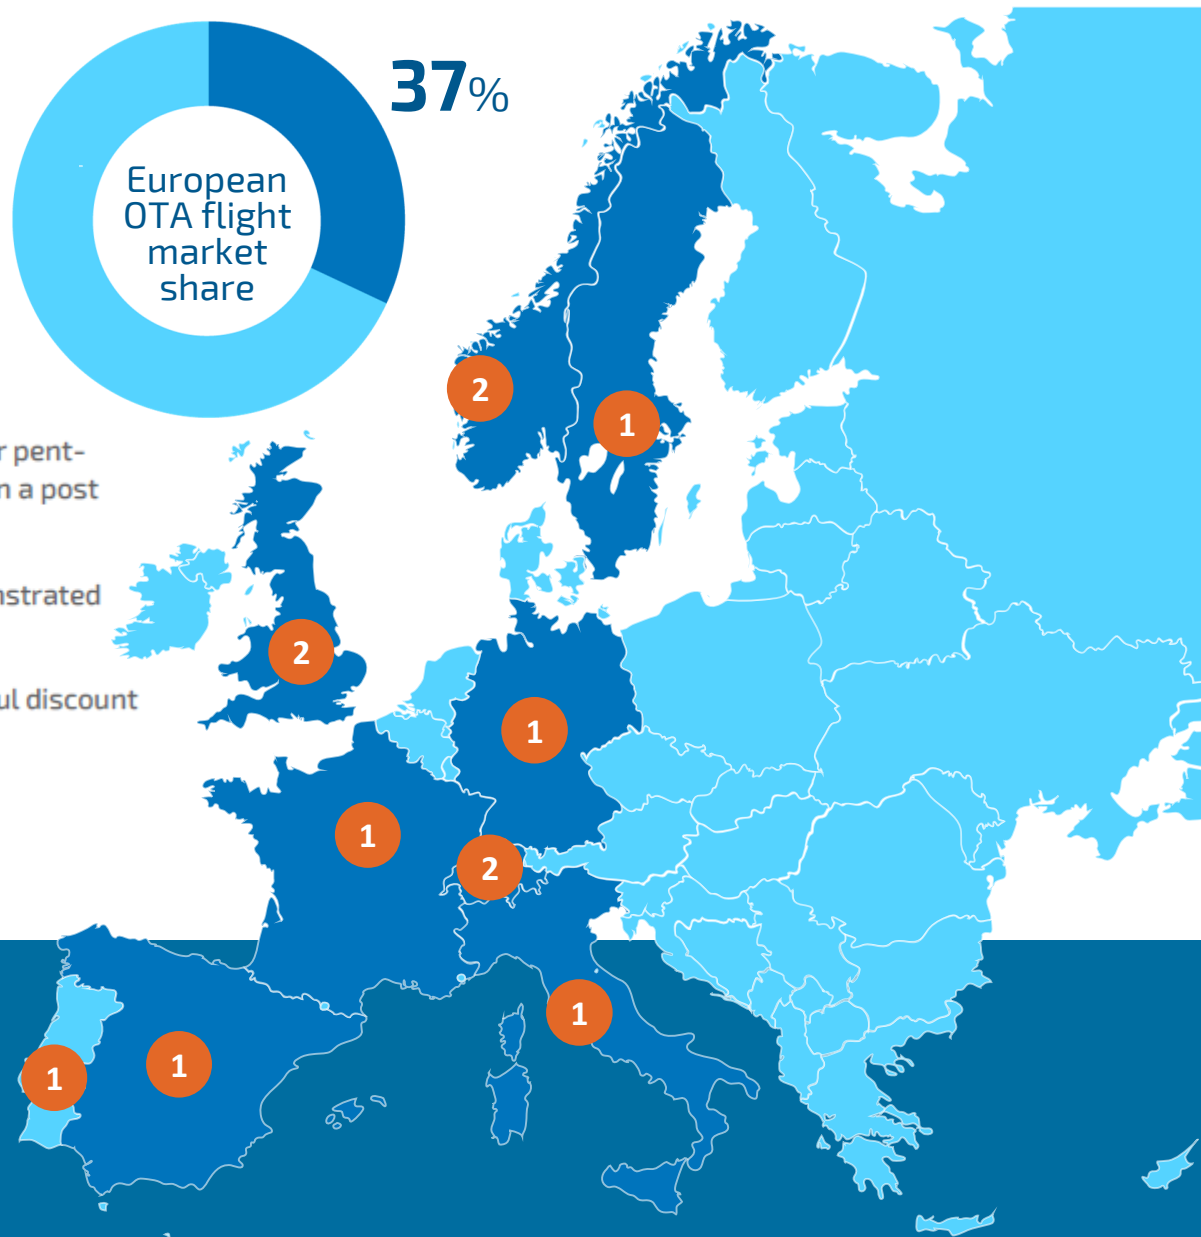 37%
European
OTA flight
market
share
2
1
r pent-
n a post
nstrated
2
ul discount
1
1
2
1
1
1